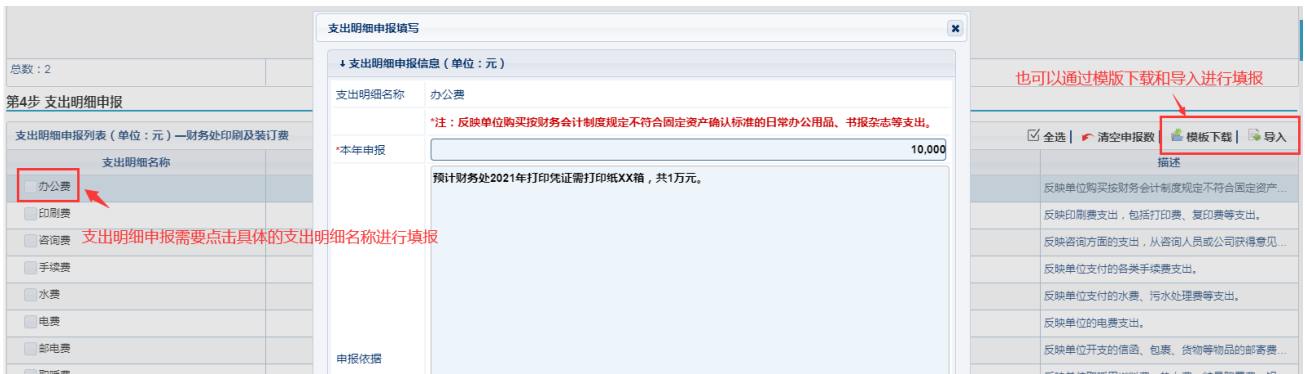 支出明细申报填写
↓支出明细申报信息(单位:元)
总数:2
也可以通过模版下载和导入进行填报
支出明细名称 办公费
第4步 支出明细申报
*注:反映单位购买按财务会计制度规定不符合固定资产确认标准的日常办公用品、书报杂志等支出。
支出明细申报列表(单位:元)—财务处印刷及装订费
全选 | 清空申报数 | 模板下载 | 导入
*本年申报 10,000
支出明细名称
描述
预计财务处2021年打印凭证需打印纸XX箱,共1万元。
办公费
反映单位购买按财务会计制度规定不符合固定资产...
印刷费
反映印刷费支出,包括打印费、复印费等支出。
支出明细申报需要点击具体的支出明细名称进行填报
咨询费
反映咨询方面的支出,从咨询人员或公司获得意见...
手续费
反映单位支付的各类手续费支出。
水费
反映单位支付的水费、污水处理费等支出。
电费
反映单位的电费支出。
邮电费
反映单位开支的信函、包裹、货物等物品的邮寄费...
申报依据